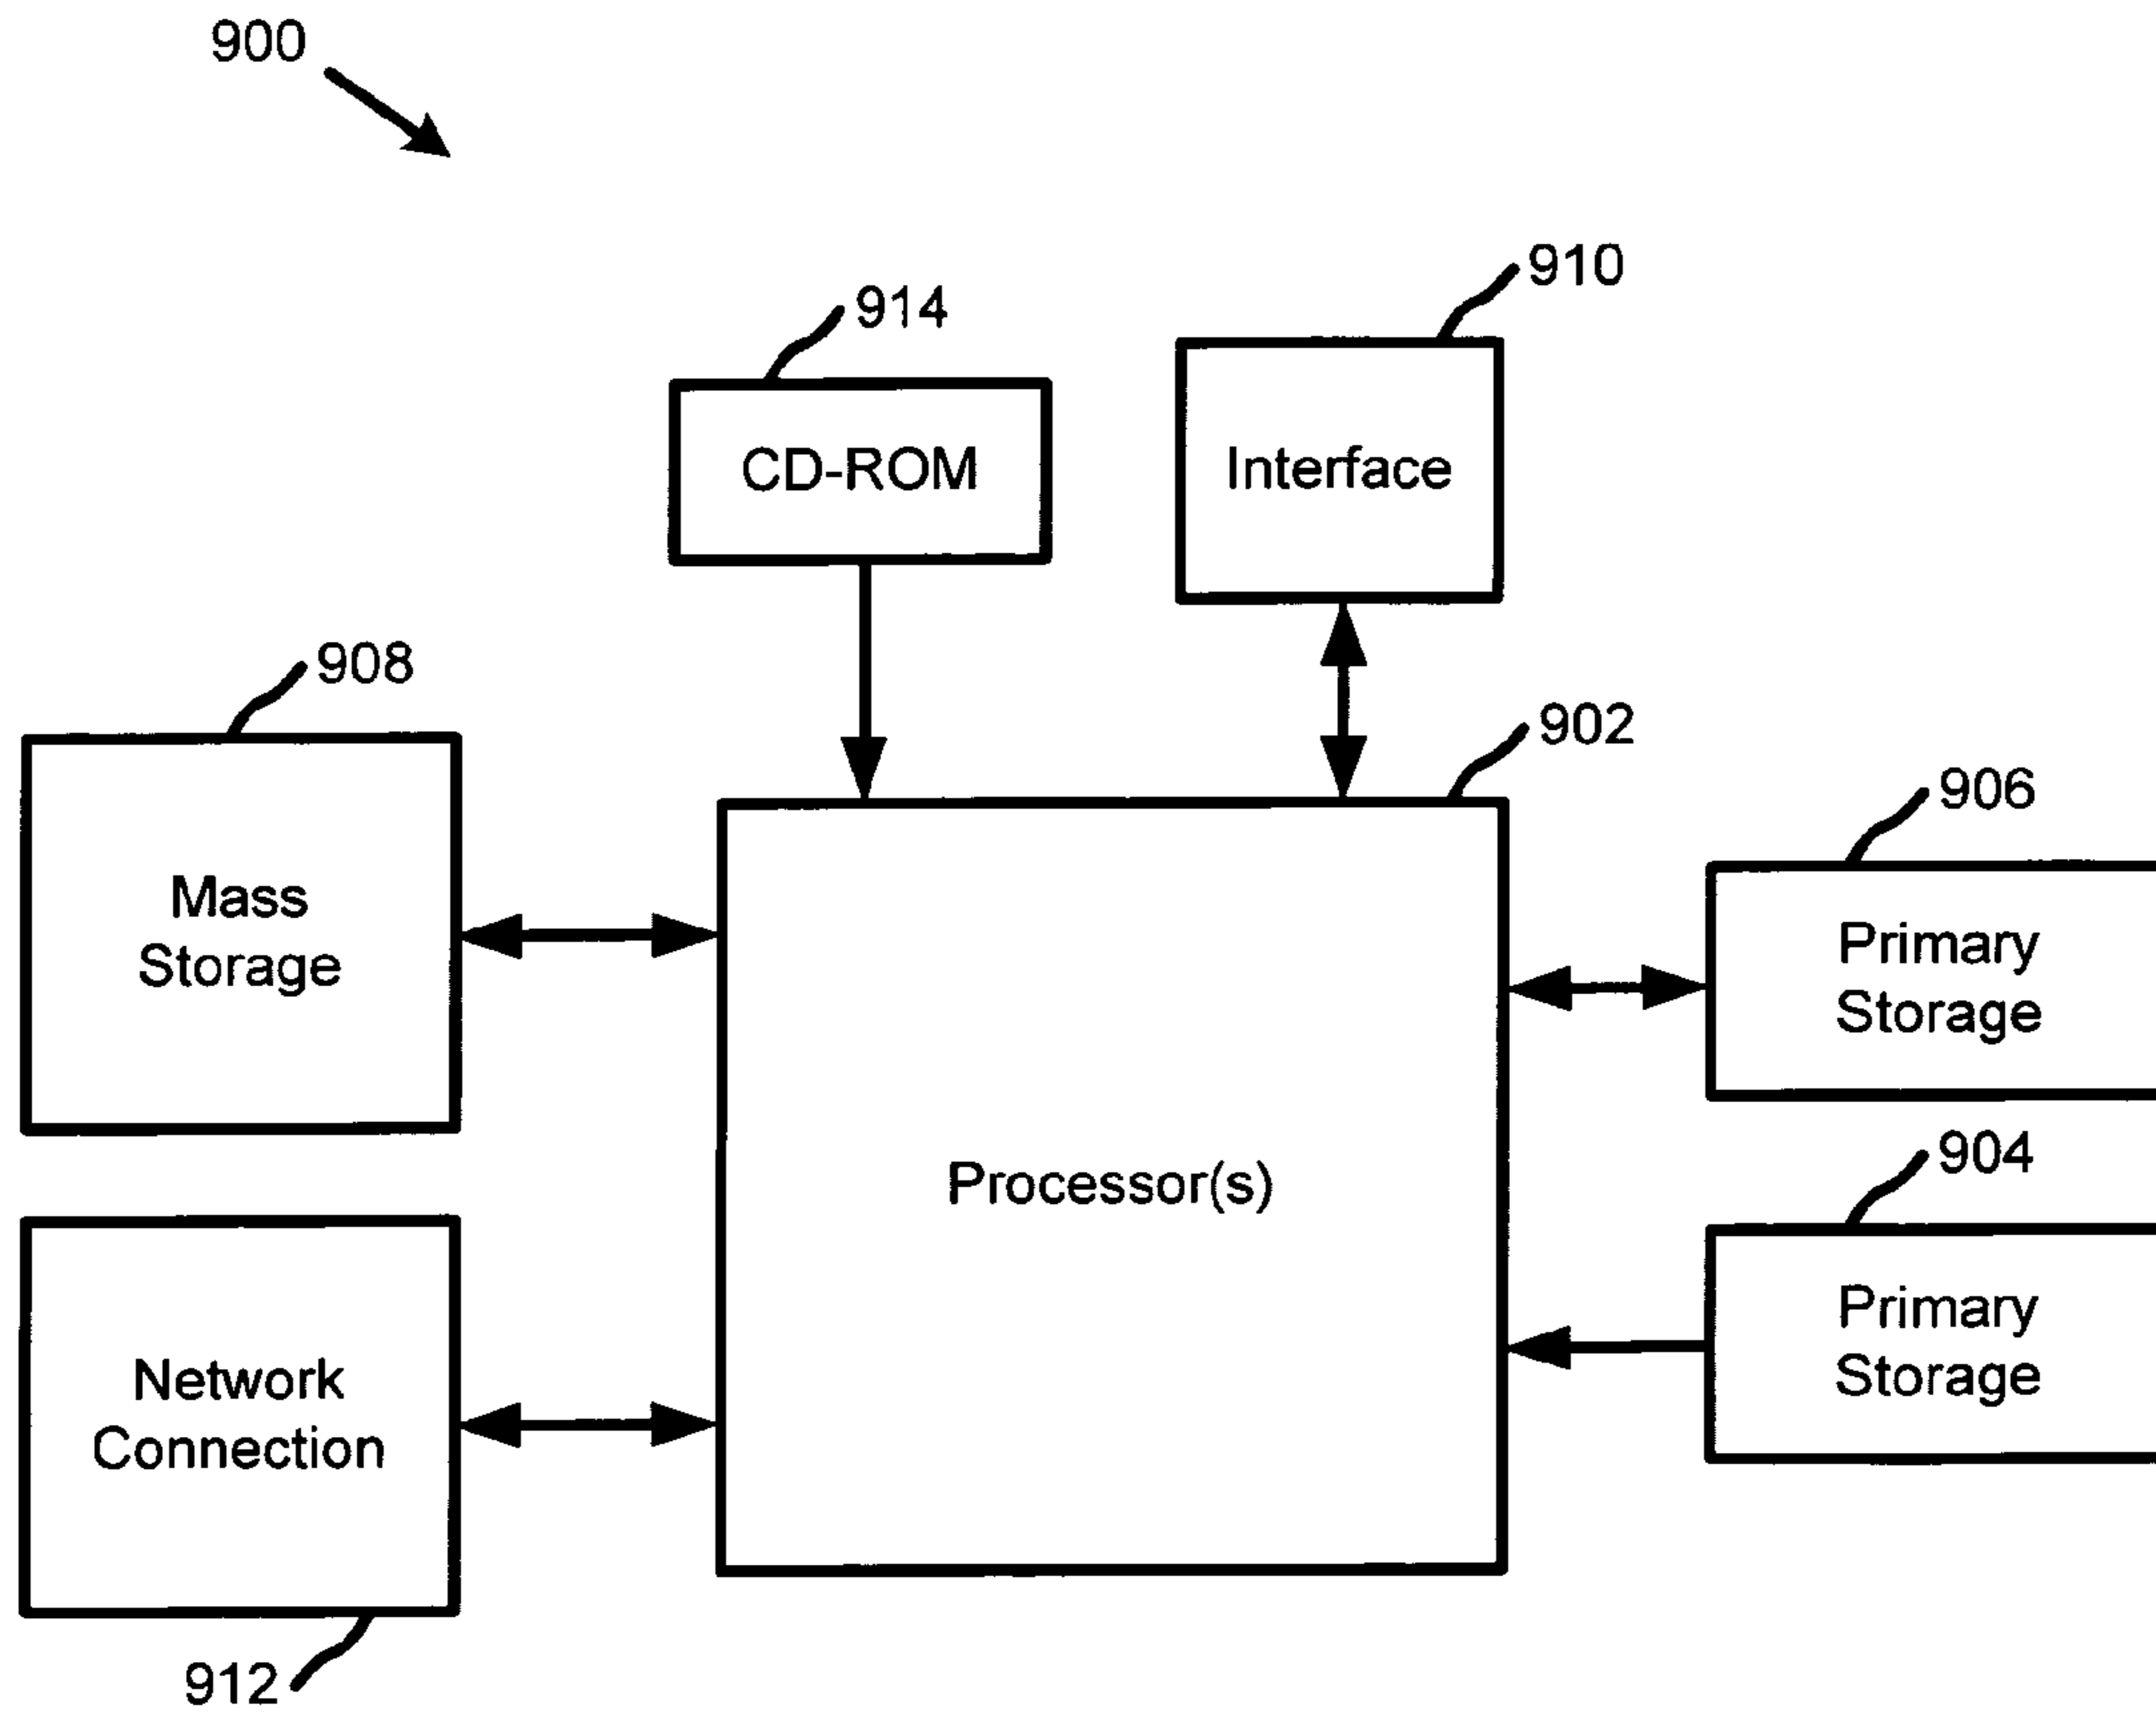 900
910
914
CD-ROM
Interface
908
902
906
Mass
Storage
Primary
Storage
904
Processor(s)
Primary
Storage
Network
Connection
912